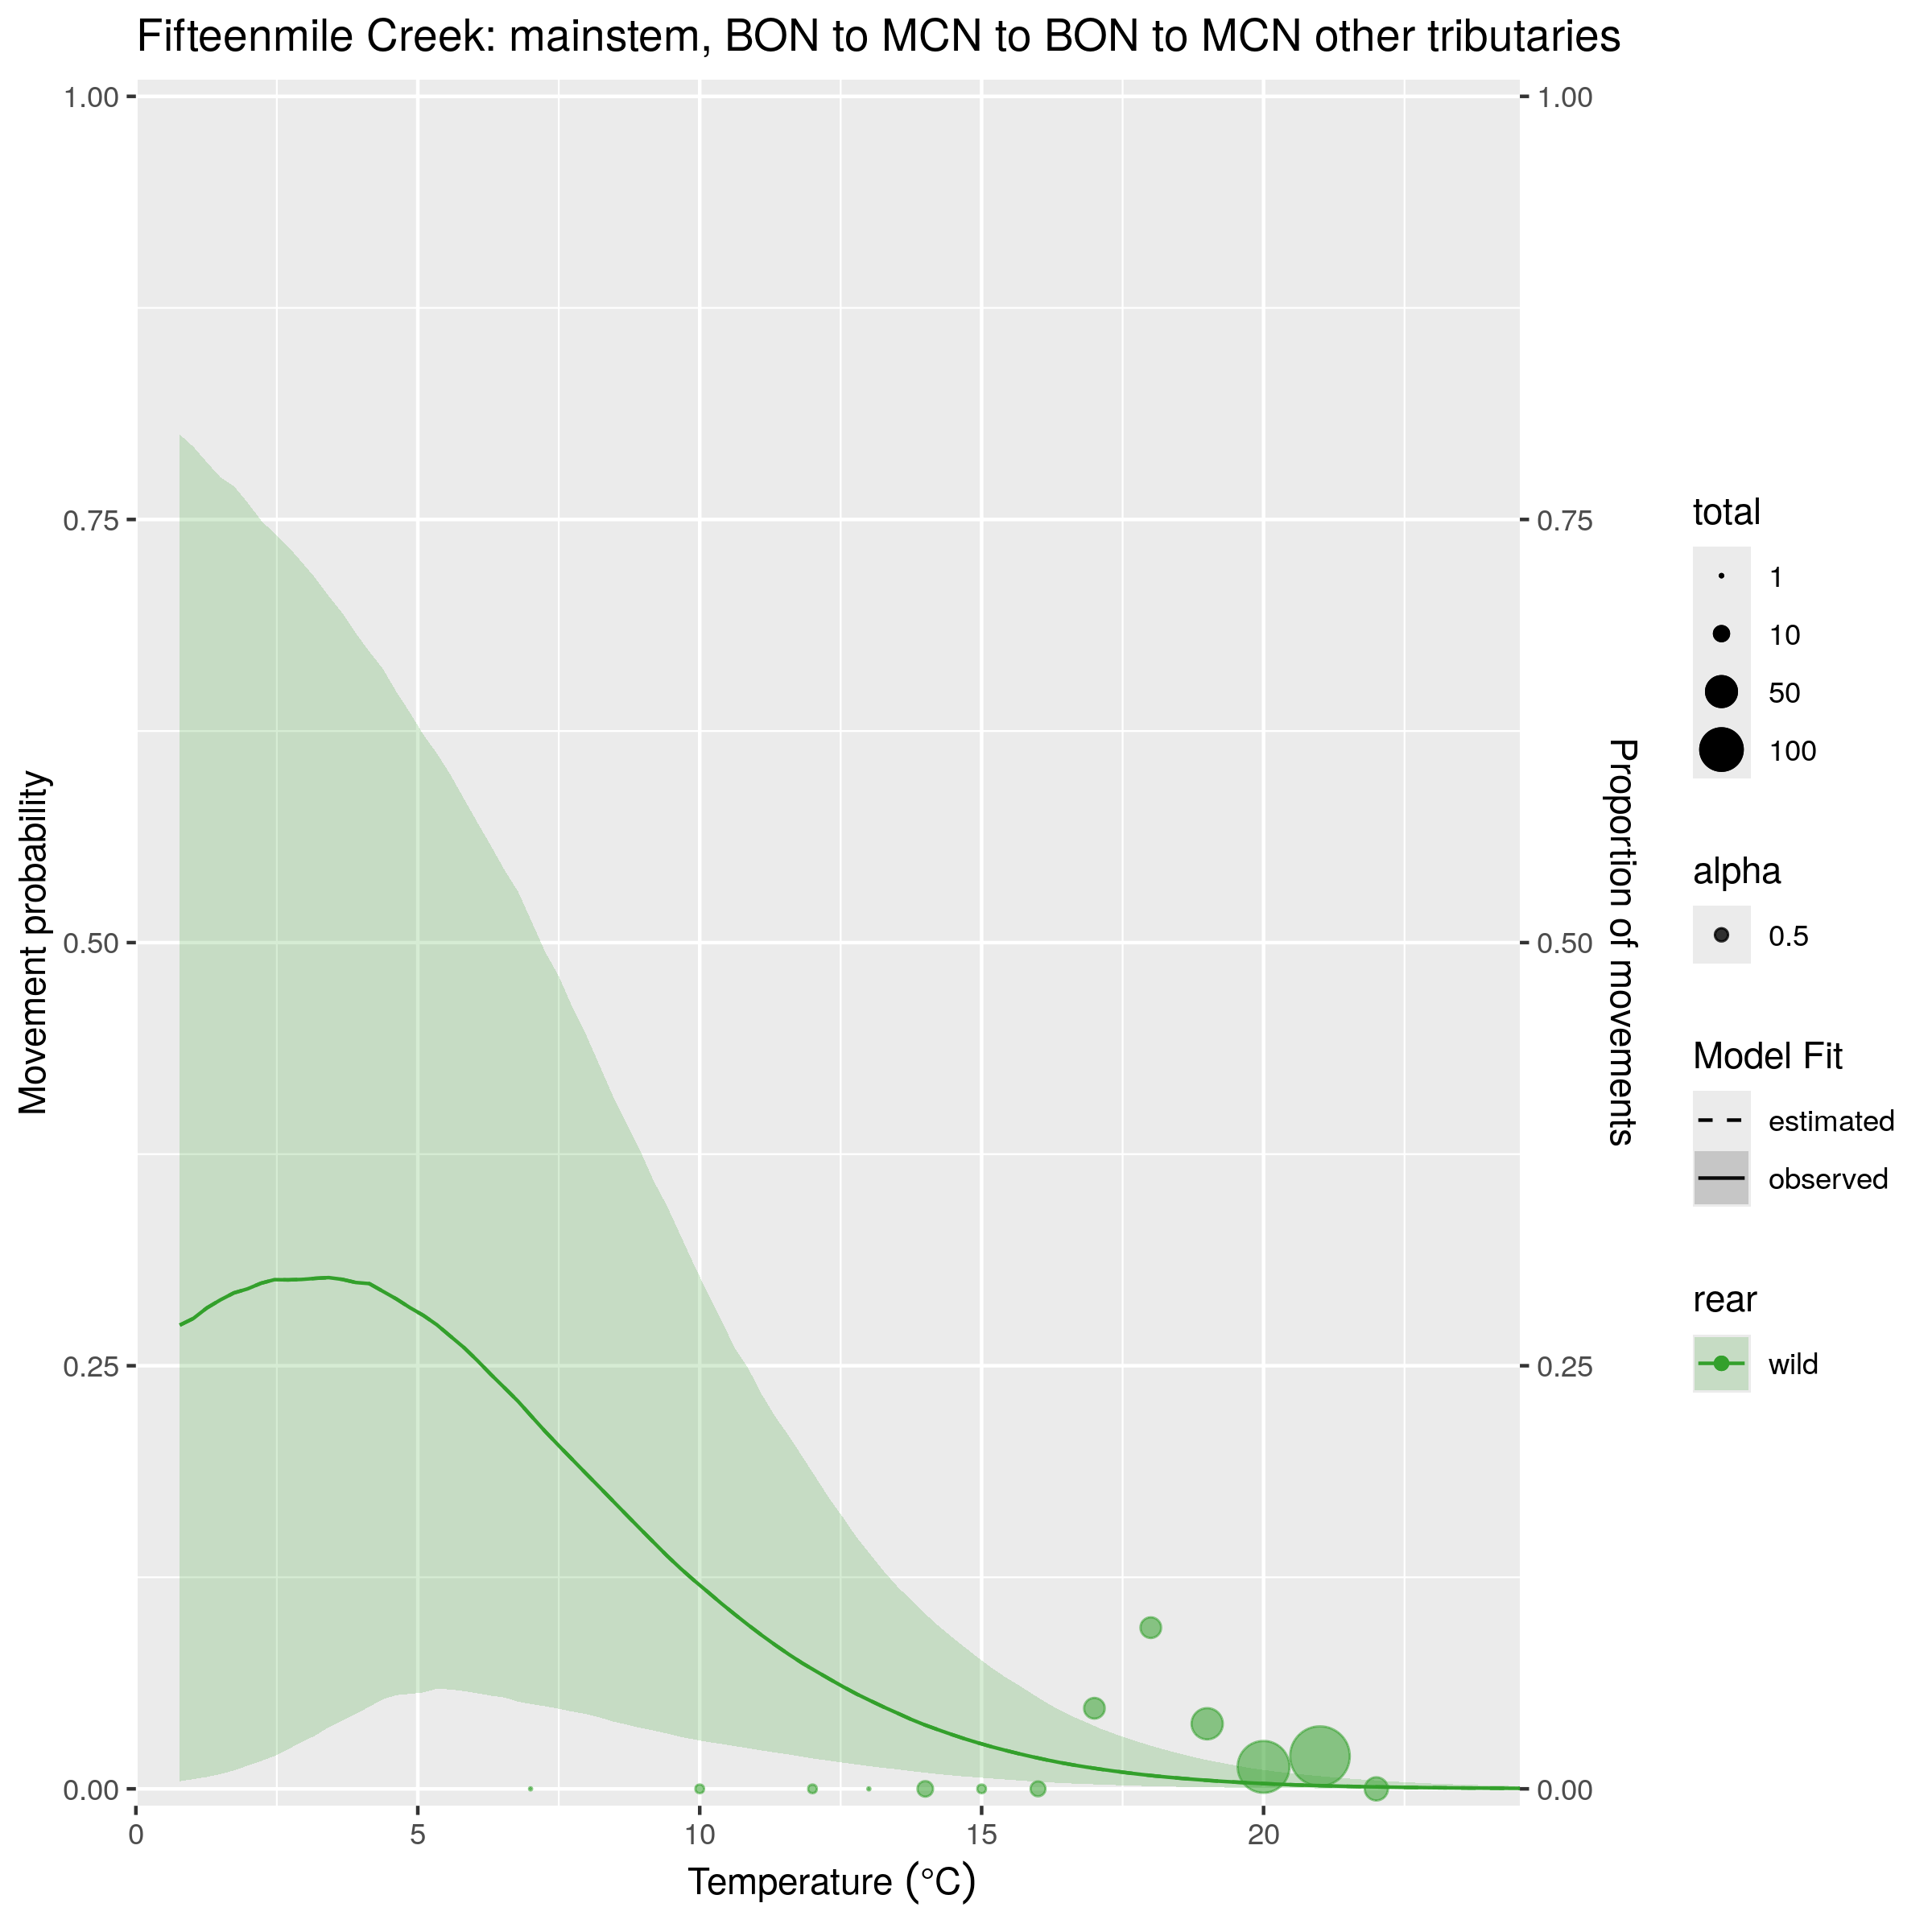 Fifteenmile Creek: mainstem, BON to MCN to BON to MCN other tributaries
1.00
0.75
0.50
0.25
0.00
Movement probability
0
5
10
15
20
Temperature (°C)
1.00
0.75
0.50
0.25
0.00
Proportion of movements
total
1
10
50
100
alpha
0.5
Model Fit
estimated
observed
rear
wild